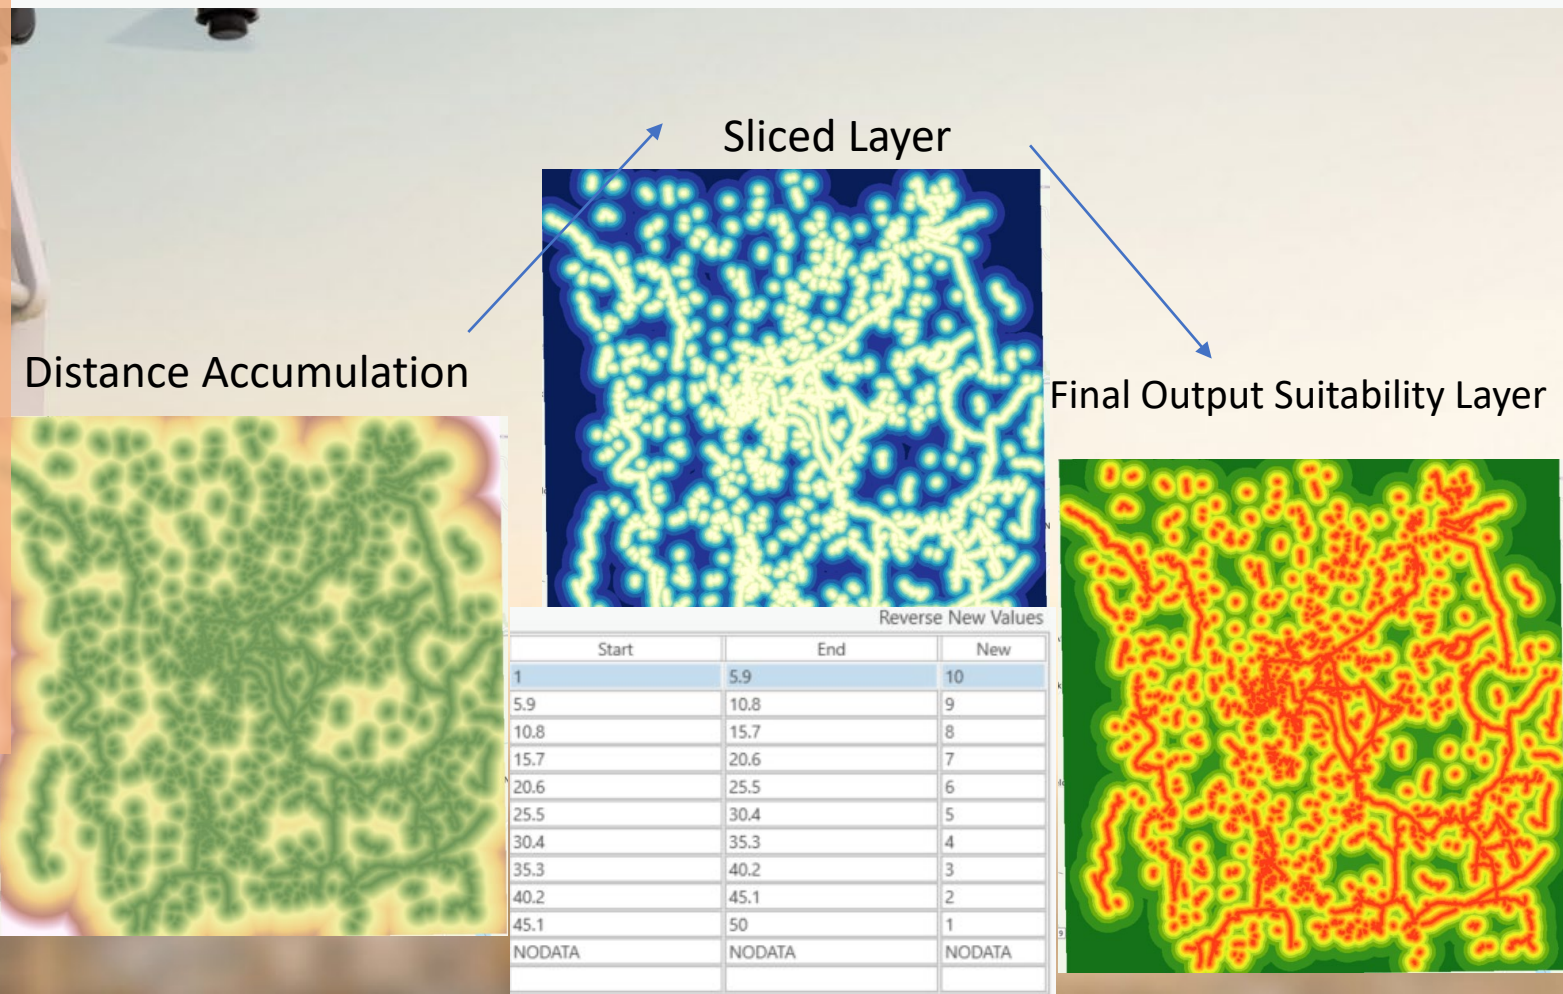 Sliced Layer
Distance Accumulation
Final Output Suitability Layer
Reverse New Values
Start End New
1 5.9 10
5.9 10.8 9
10.8 15.7 8
15.7 20.6 7
20.6 25.5 6
25.5 30.4 5
30.4 35.3 4
35.3 40.2 3
40.2 45.1 2
45.1 50 1
NODATA NODATA NODATA